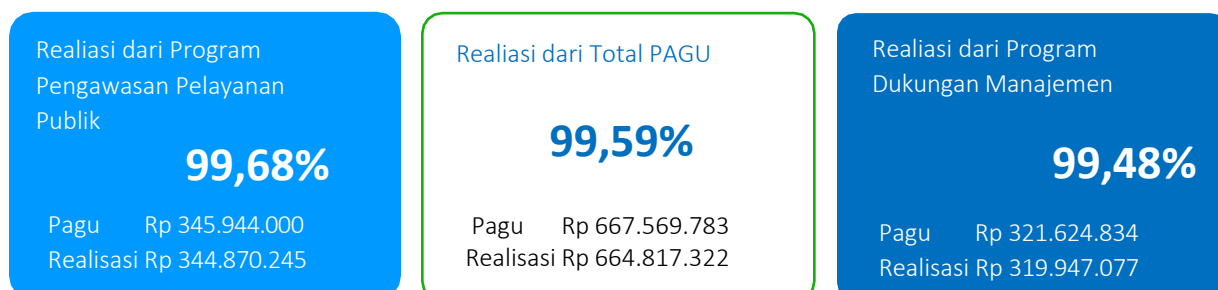 Realiasi dari Program
Pengawasan Pelayanan
Publik
99,68%
Pagu Rp 345.944.000
Realisasi Rp 344.870.245
Realiasi dari Total PAGU
99,59%
Pagu Rp 667.569.783
Realisasi Rp 664.817.322
Realiasi dari Program
Dukungan Manajemen
99,48%
Pagu Rp 321.624.834
Realisasi Rp 319.947.077